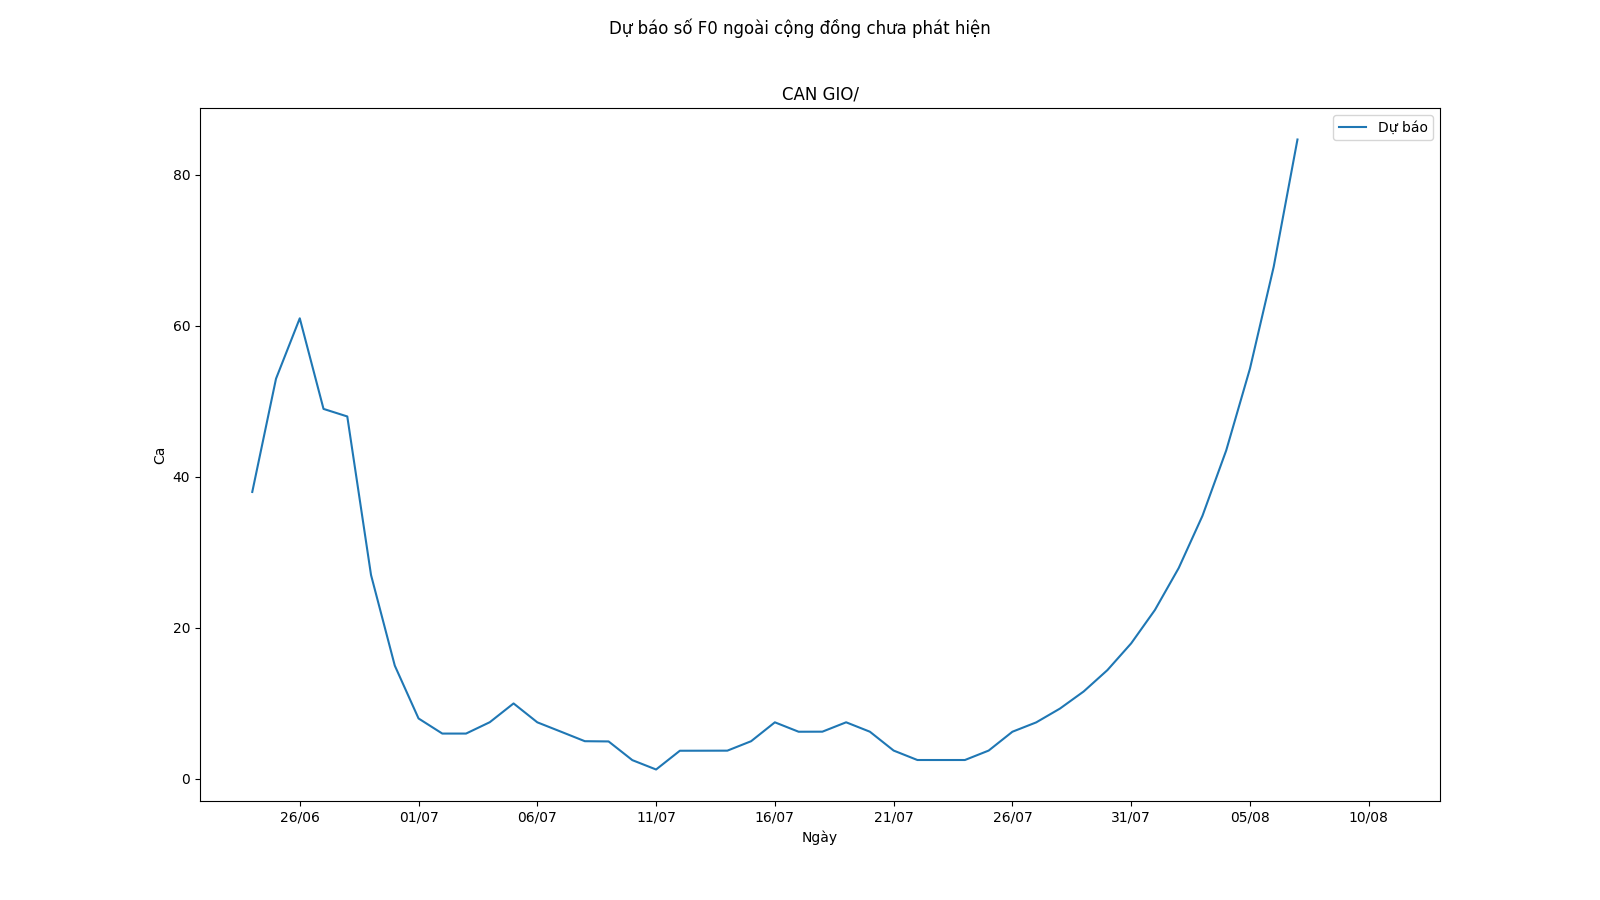 Dự báo số F0 ngoài cộng đồng chưa phát hiện
CAN GIO/
Dự báo
80
60
40
20
0
Ca
26/06 01/07 06/07 11/07 16/07 21/07 26/07 31/07 05/08 10/08
Ngày